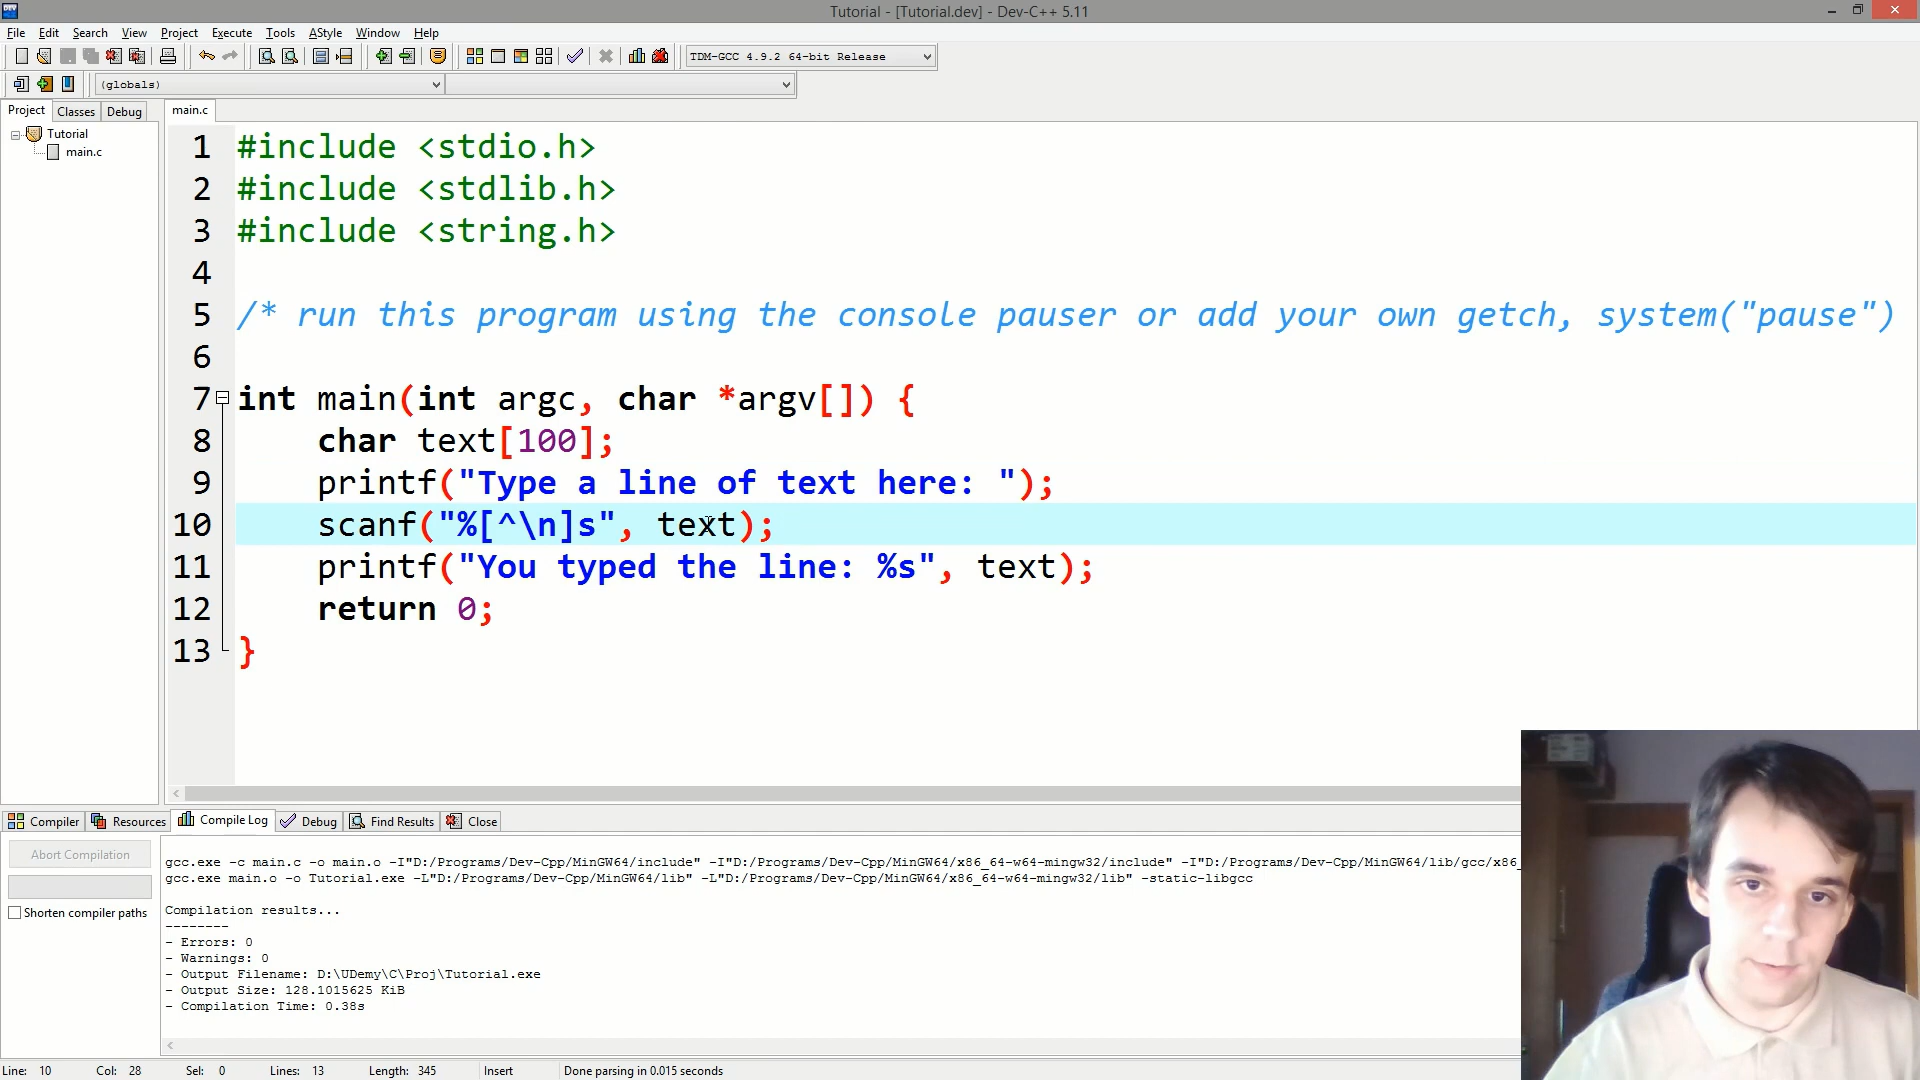 Tutorial - [Tutorial.dev] - Dev-C++ 5.11
File Edit Search View Project Execute Tools AStyle Window Help
TDM-GCC 4.9.2 64-bit Release
(globals)
Project Classes Debug
main.c
Tutorial
main.c
1 #include <stdio.h>
2 #include <stdlib.h>
3 #include <string.h>
4
5 /* run this program using the console pauser or add your own getch, system("pause")
6
7 int main(int argc, char *argv[]) {
8 char text[100];
9 printf("Type a line of text here: ");
10 scanf("%[^\n]s", text);
11 printf("You typed the line: %s", text);
12 return 0;
13 }
Compiler Resources Compile Log Debug Find Results Close
Abort Compilation
Shorten compiler paths
gcc.exe -c main.c -o main.o -I"D:/Programs/Dev-Cpp/MinGW64/include" -I"D:/Programs/Dev-Cpp/MinGW64/x86_64-w64-mingw32/include" -I"D:/Programs/Dev-Cpp/MinGW64/lib/gcc/x86_
gcc.exe main.o -o Tutorial.exe -L"D:/Programs/Dev-Cpp/MinGW64/lib" -L"D:/Programs/Dev-Cpp/MinGW64/x86_64-w64-mingw32/lib" -static-libgcc
Compilation results...
--------
- Errors: 0
- Warnings: 0
- Output Filename: D:\UDemy\C\Proj\Tutorial.exe
- Output Size: 128.1015625 KiB
- Compilation Time: 0.38s
Line: 10 Col: 28 Sel: 0 Lines: 13 Length: 345 Insert Done parsing in 0.015 seconds